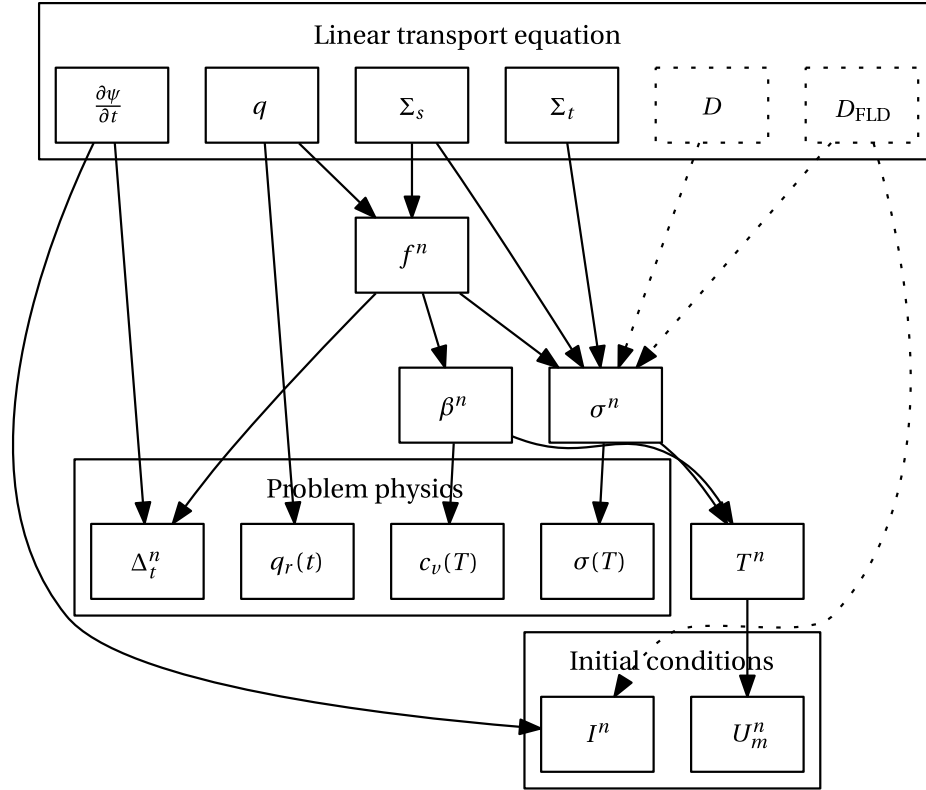 Linear transport equation
∂ψ/∂t q Σ_s Σ_t D D_FLD
f^n
β^n σ^n
Problem physics
Δ_t^n q_r(t) c_v(T) σ(T) T^n
Initial conditions
I^n U_m^n